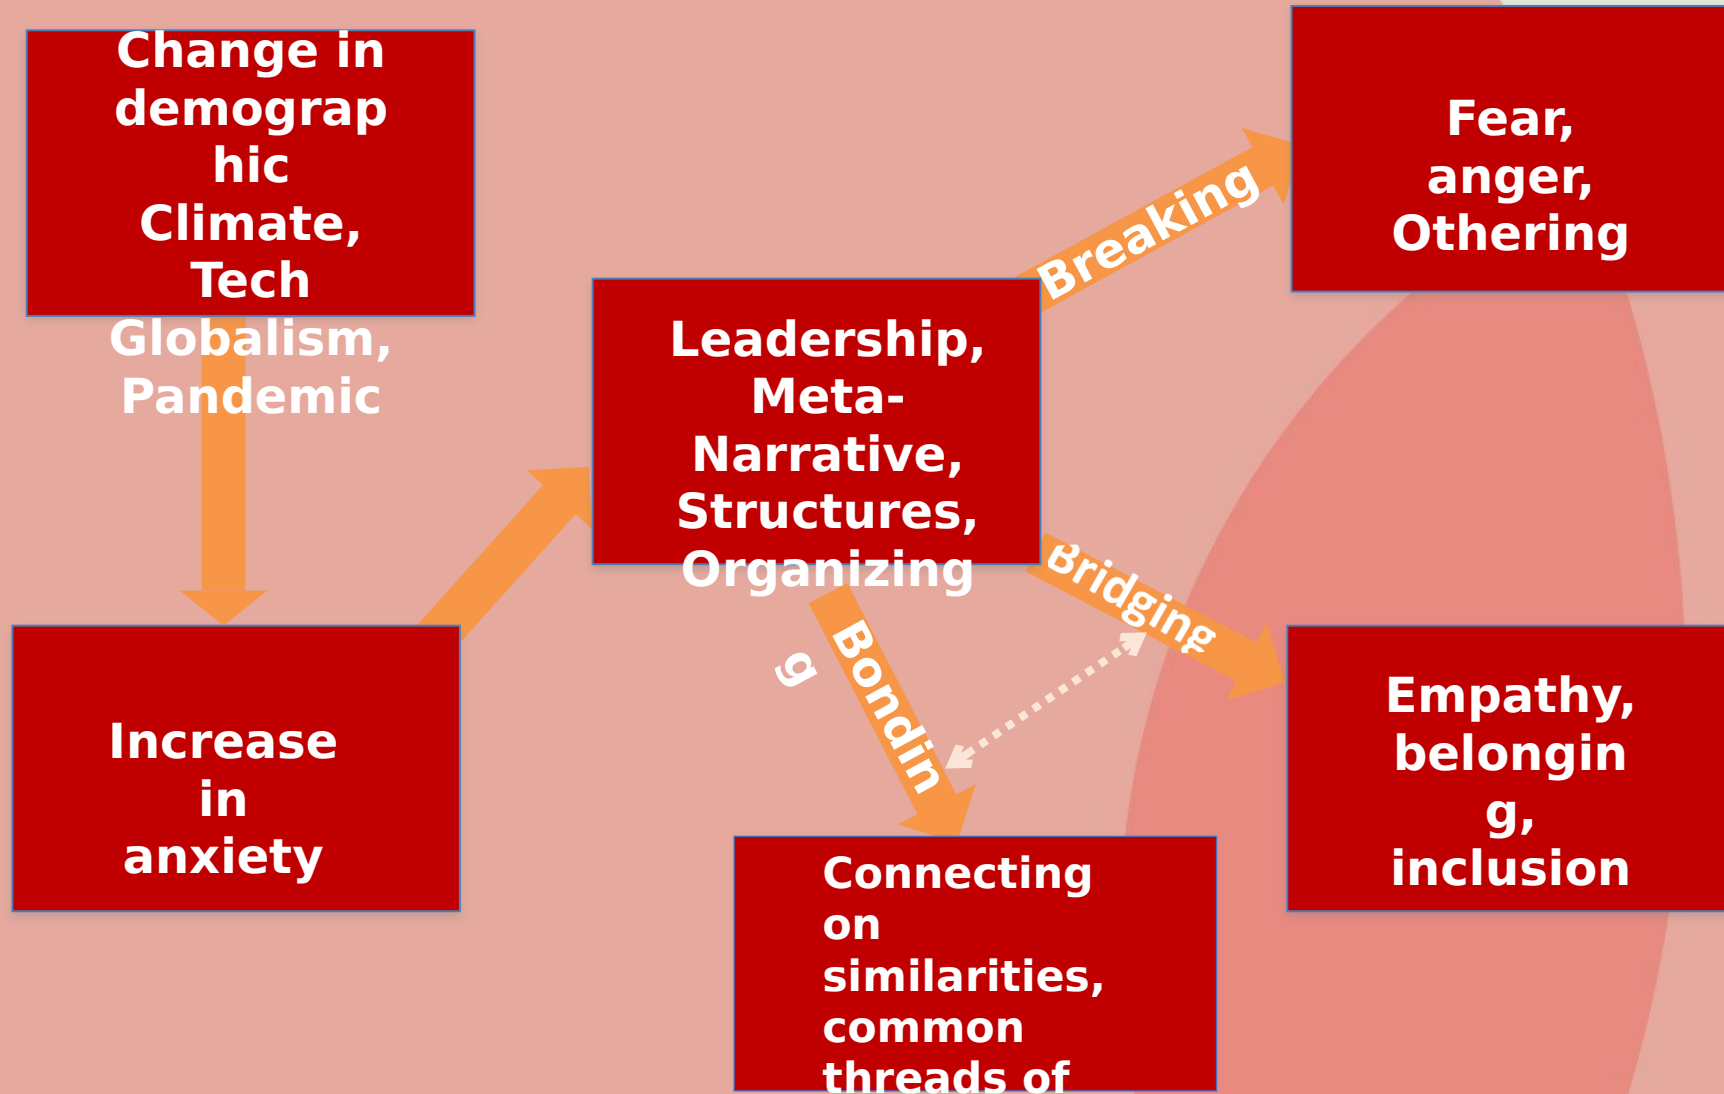 Change in
demograp
hic
Climate,
Tech
Globalism,
Pandemic
Increase
in
anxiety
Leadership,
Meta-
Narrative,
Structures,
Organizing
Breaking
Fear,
anger,
Othering
Bridging
Empathy,
belongin
g,
inclusion
Bondin
g
Connecting
on
similarities,
common
threads of